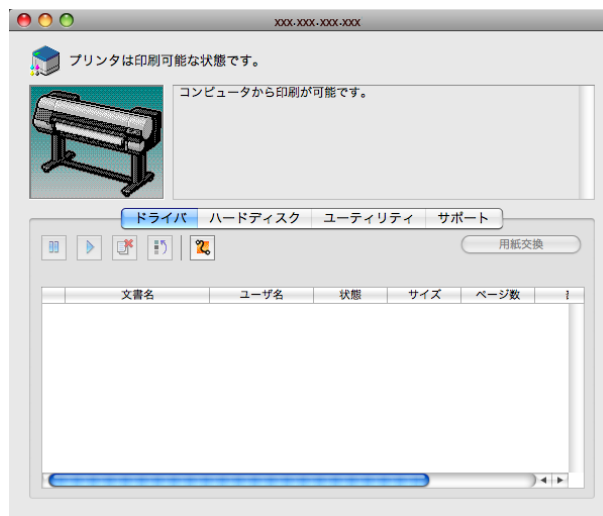 xxx-xxx-xxx-xxx
プリンタは印刷可能な状態です。
コンピュータから印刷が可能です。
ドライバ ハードディスク ユーティリティ サポート
用紙交換
文書名 ユーザ名 状態 サイズ ページ数